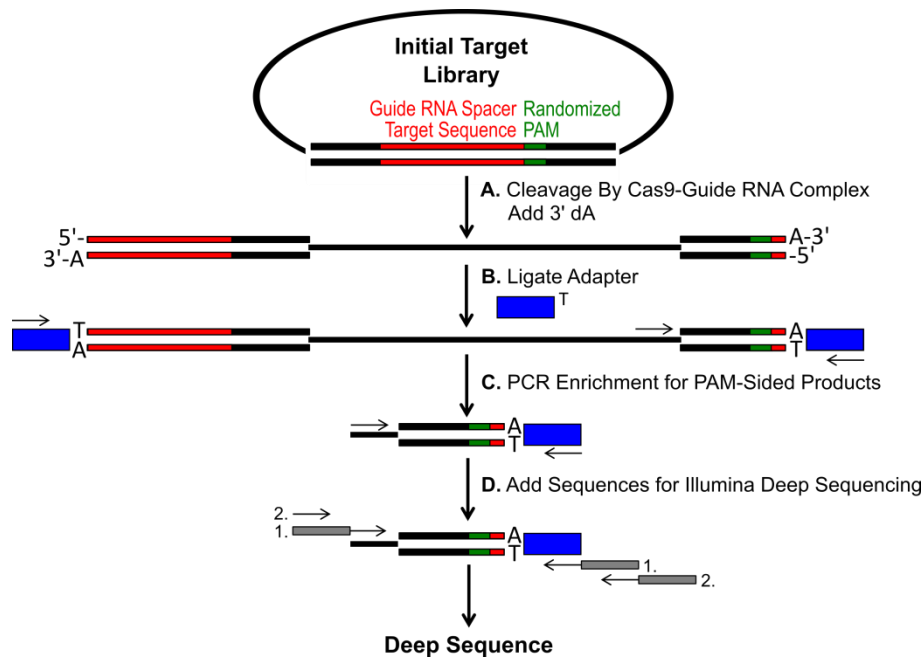 Initial Target
Library
Guide RNA Spacer Randomized
Target Sequence PAM
A. Cleavage By Cas9-Guide RNA Complex
Add 3' dA
5'- A-3'
3'-A -5'
B. Ligate Adapter
T
T A
A T
C. PCR Enrichment for PAM-Sided Products
A
T
D. Add Sequences for Illumina Deep Sequencing
2.
1. A
T
1.
2.
Deep Sequence